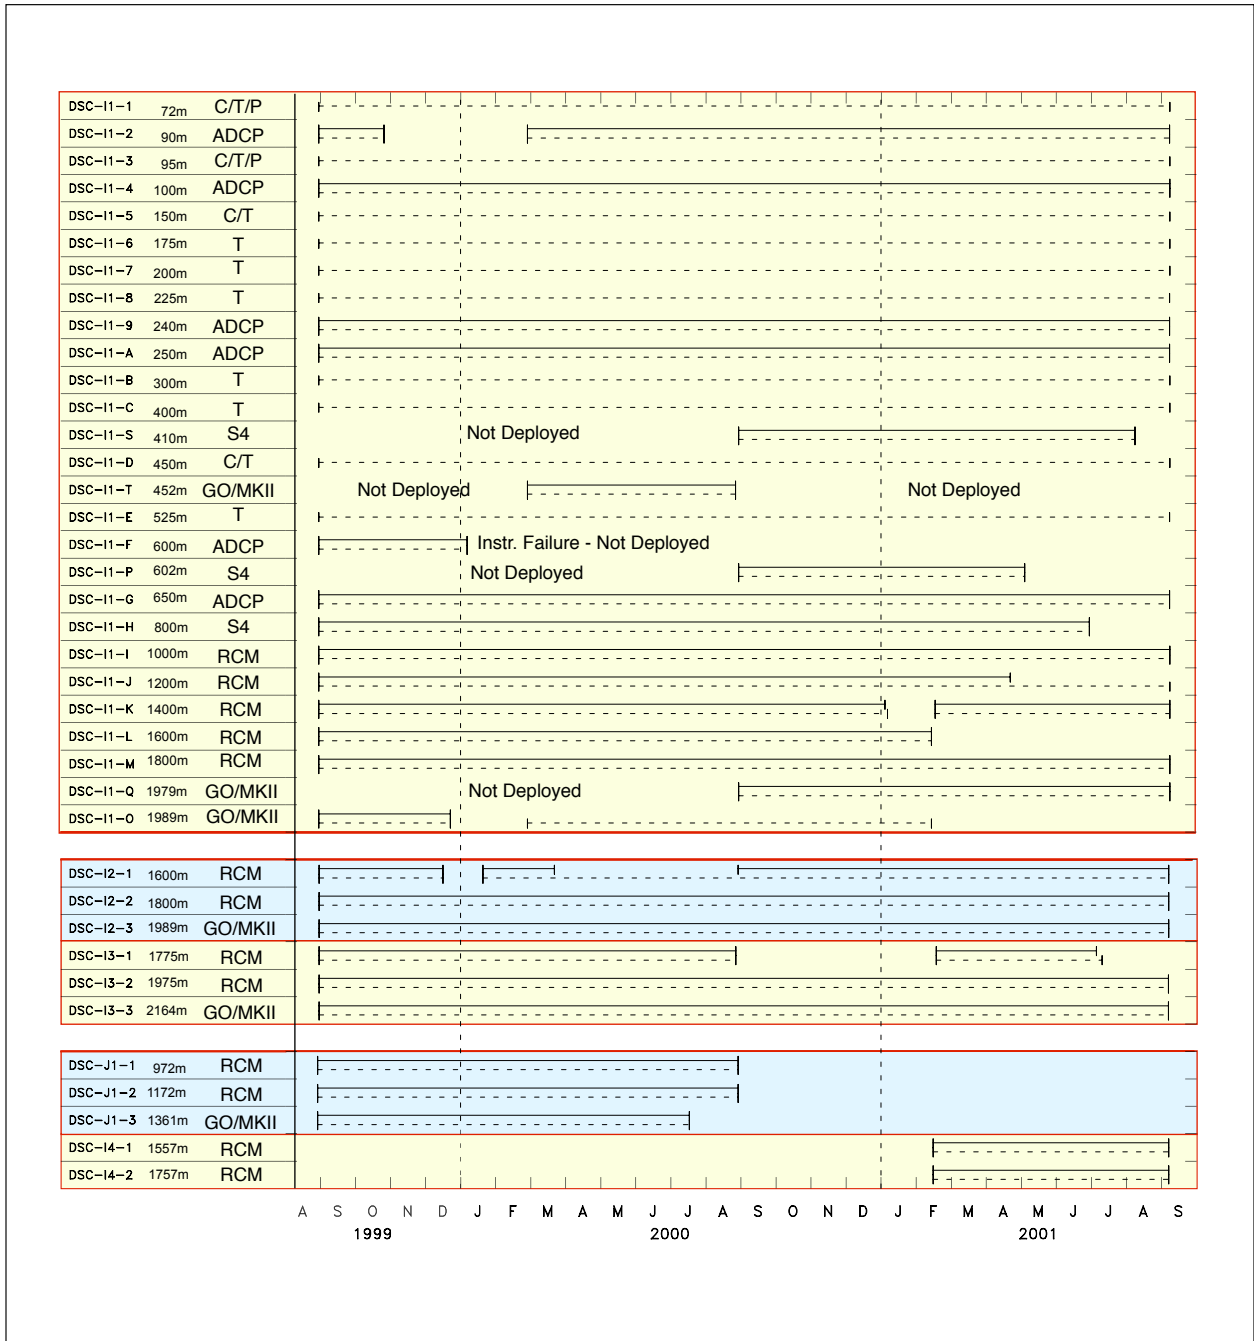 DSC-I1-1 72m C/T/P
DSC-I1-2 90m ADCP
DSC-I1-3 95m C/T/P
DSC-I1-4 100m ADCP
DSC-I1-5 150m C/T
DSC-I1-6 175m T
DSC-I1-7 200m T
DSC-I1-8 225m T
DSC-I1-9 240m ADCP
DSC-I1-A 250m ADCP
DSC-I1-B 300m T
DSC-I1-C 400m T
DSC-I1-S 410m S4 Not Deployed
DSC-I1-D 450m C/T
DSC-I1-T 452m GO/MKII Not Deployed Not Deployed
DSC-I1-E 525m T
DSC-I1-F 600m ADCP Instr. Failure - Not Deployed
DSC-I1-P 602m S4 Not Deployed
DSC-I1-G 650m ADCP
DSC-I1-H 800m S4
DSC-I1-I 1000m RCM
DSC-I1-J 1200m RCM
DSC-I1-K 1400m RCM
DSC-I1-L 1600m RCM
DSC-I1-M 1800m RCM
DSC-I1-Q 1979m GO/MKII Not Deployed
DSC-I1-O 1989m GO/MKII
DSC-I2-1 1600m RCM
DSC-I2-2 1800m RCM
DSC-I2-3 1989m GO/MKII
DSC-I3-1 1775m RCM
DSC-I3-2 1975m RCM
DSC-I3-3 2164m GO/MKII
DSC-J1-1 972m RCM
DSC-J1-2 1172m RCM
DSC-J1-3 1361m GO/MKII
DSC-I4-1 1557m RCM
DSC-I4-2 1757m RCM
A S O N D J F M A M J J A S O N D J F M A M J J A S
1999 2000 2001